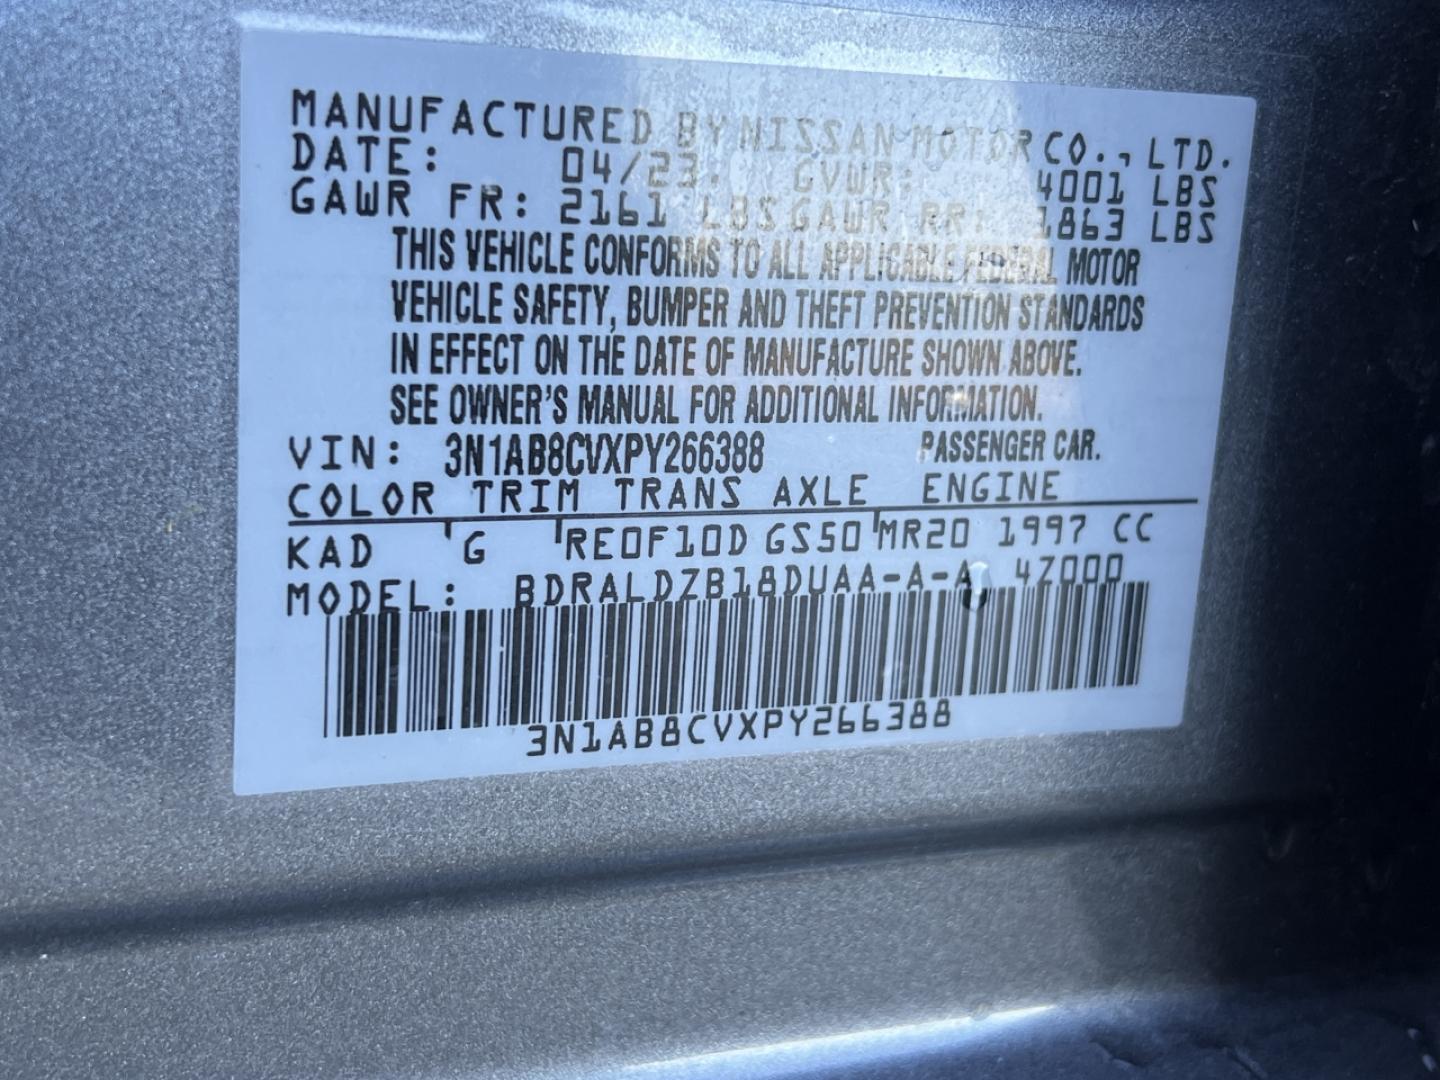 MANUFACTURED BY NISSAN MOTOR CO., LTD.
DATE: 04/23. GVWR: 4001 LBS
GAWR FR: 2161 LBS GAWR RR: 1863 LBS
THIS VEHICLE CONFORMS TO ALL APPLICABLE FEDERAL MOTOR
VEHICLE SAFETY, BUMPER AND THEFT PREVENTION STANDARDS
IN EFFECT ON THE DATE OF MANUFACTURE SHOWN ABOVE.
SEE OWNER'S MANUAL FOR ADDITIONAL INFORMATION.
VIN: 3N1AB8CVXPY266388 PASSENGER CAR.
COLOR TRIM TRANS AXLE ENGINE
KAD G RE0F10D GS50 MR20 1997 CC
MODEL: BDRALDZB18DUAA-A-A 4Z000
3N1AB8CVXPY266388